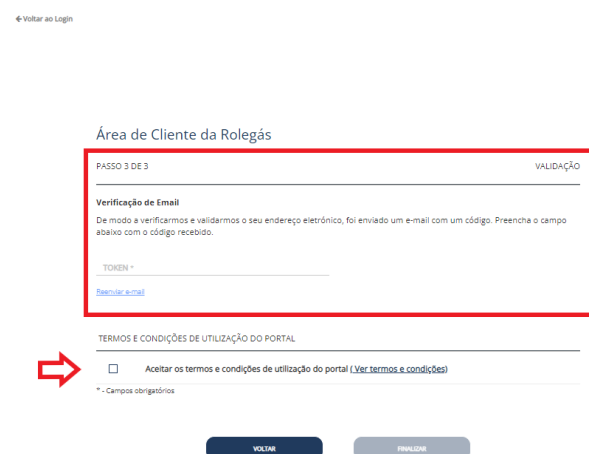 Voltar ao Login
Área de Cliente da Rolegás
PASSO 3 DE 3
VALIDAÇÃO
Verificação de Email
De modo a verificarmos e validarmos o seu endereço eletrónico, foi enviado um e-mail com um código. Preencha o campo
abaixo com o código recebido.
TOKEN *
Reenviar e-mail
TERMOS E CONDIÇÕES DE UTILIZAÇÃO DO PORTAL
Aceitar os termos e condições de utilização do portal ( Ver termos e condições)
* - Campos obrigatórios
VOLTAR
FINALIZAR